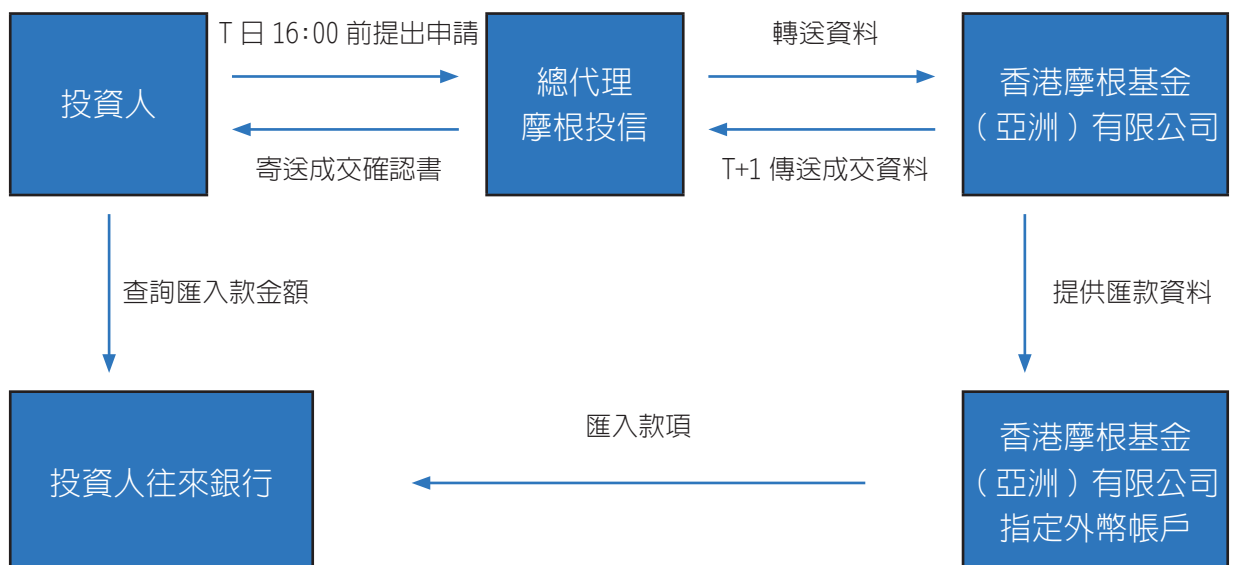 T 日 16:00 前提出申請
轉送資料
投資人
總代理
摩根投信
香港摩根基金
（亞洲）有限公司
寄送成交確認書
T+1 傳送成交資料
查詢匯入款金額
提供匯款資料
匯入款項
投資人往來銀行
香港摩根基金
（亞洲）有限公司
指定外幣帳戶